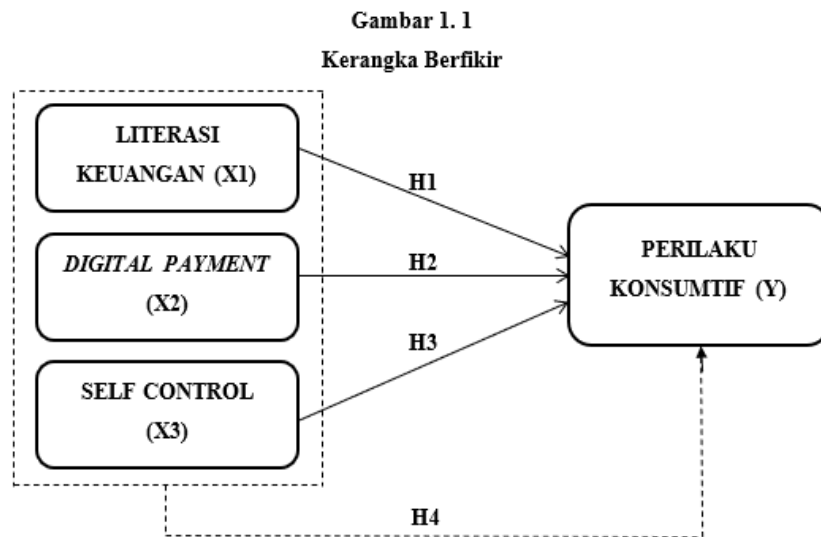 Gambar 1. 1
Kerangka Berfikir
LITERASI
KEUANGAN (X1)
H1
DIGITAL PAYMENT
(X2)
H2
PERILAKU
KONSUMTIF (Y)
H3
SELF CONTROL
(X3)
H4